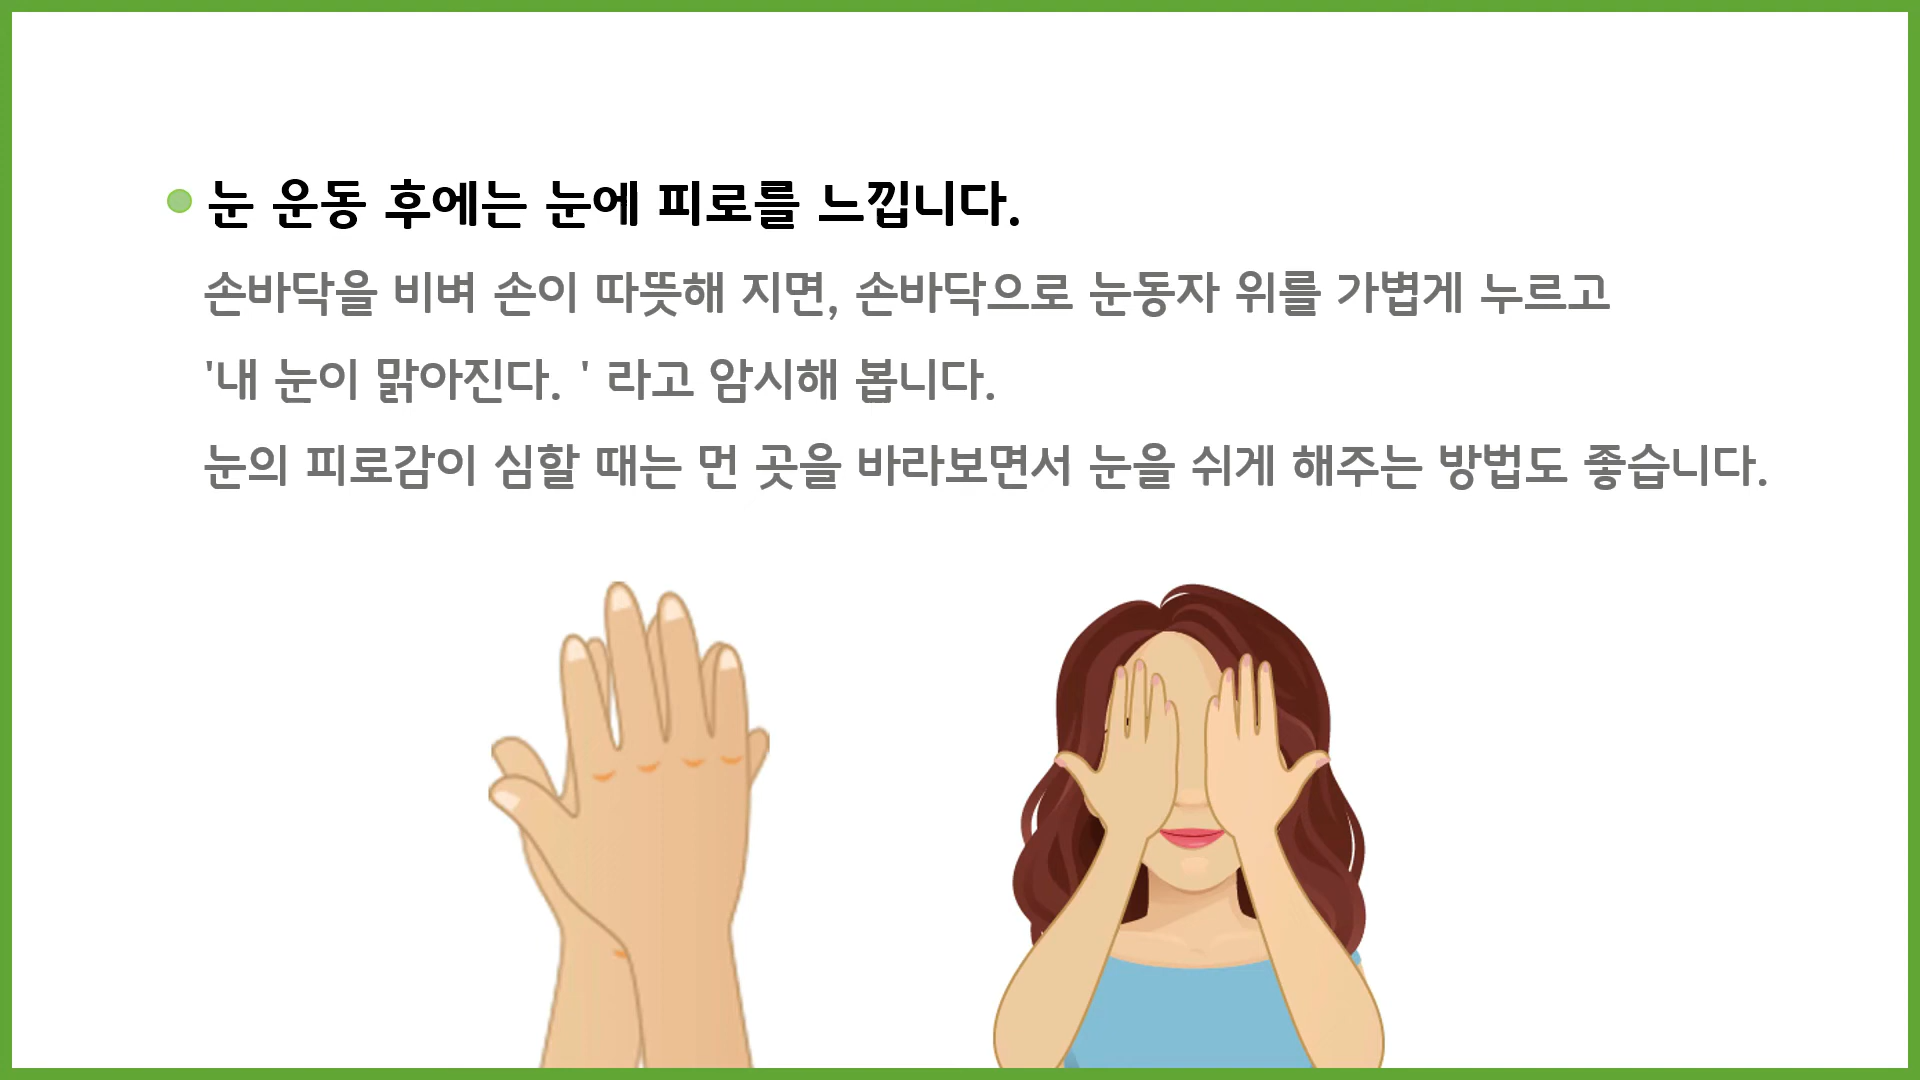 눈 운동 후에는 눈에 피로를 느낍니다.
손바닥을 비벼 손이 따뜻해 지면, 손바닥으로 눈동자 위를 가볍게 누르고
'내 눈이 맑아진다. ' 라고 암시해 봅니다.
눈의 피로감이 심할 때는 먼 곳을 바라보면서 눈을 쉬게 해주는 방법도 좋습니다.